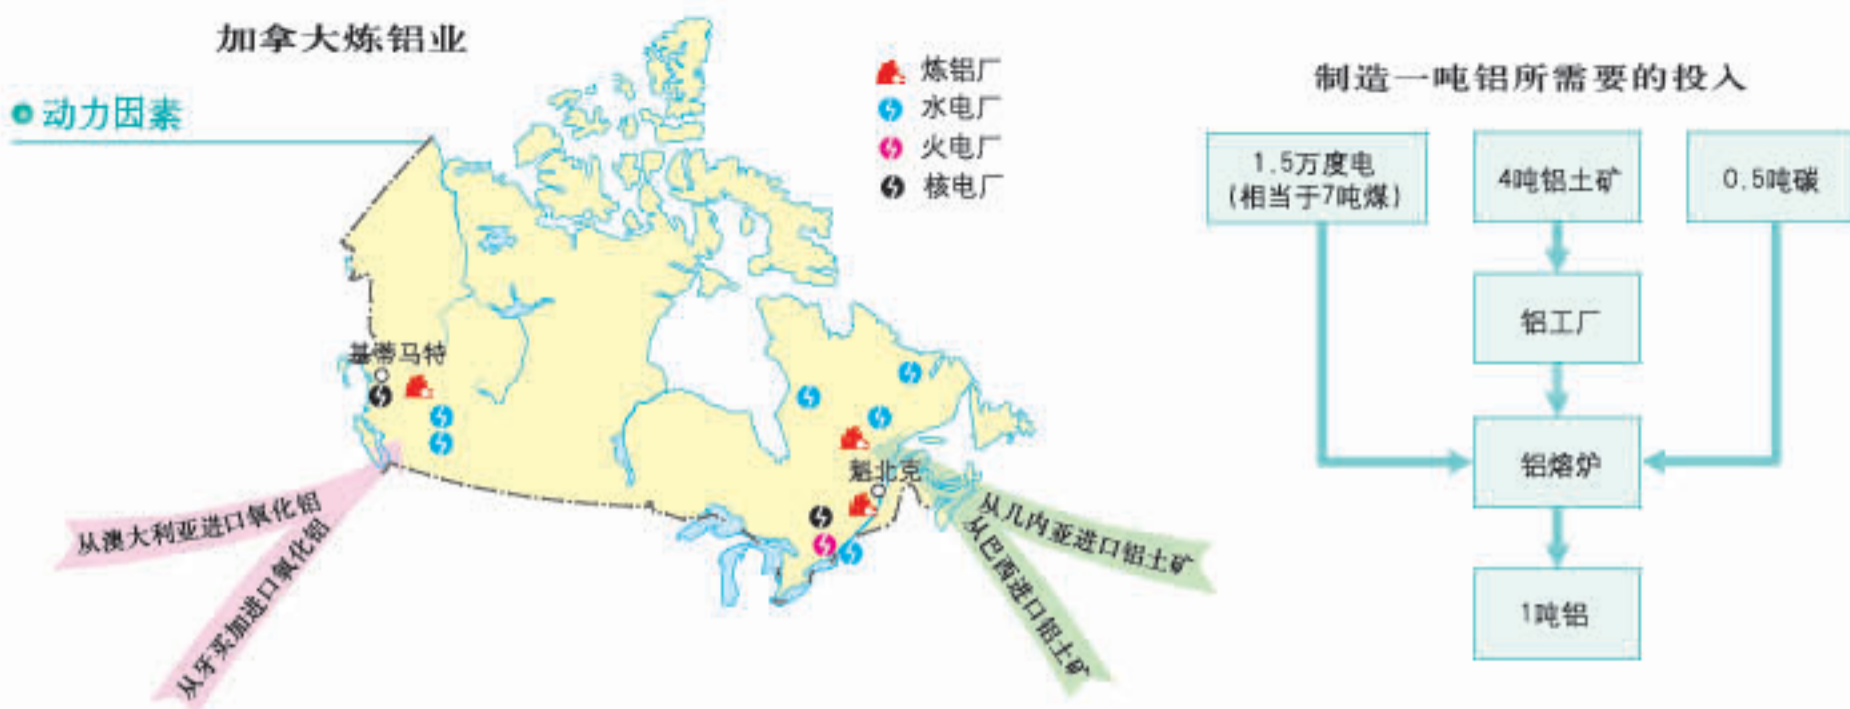 加拿大炼铝业
动力因素
炼铝厂
水电厂
火电厂
核电厂
基蒂马特
魁北克
从澳大利亚进口氧化铝
从牙买加进口氧化铝
从几内亚进口铝土矿
从巴西进口铝土矿
制造一吨铝所需要的投入
1.5万度电
(相当于7吨煤)
4吨铝土矿
0.5吨碳
铝工厂
铝熔炉
1吨铝